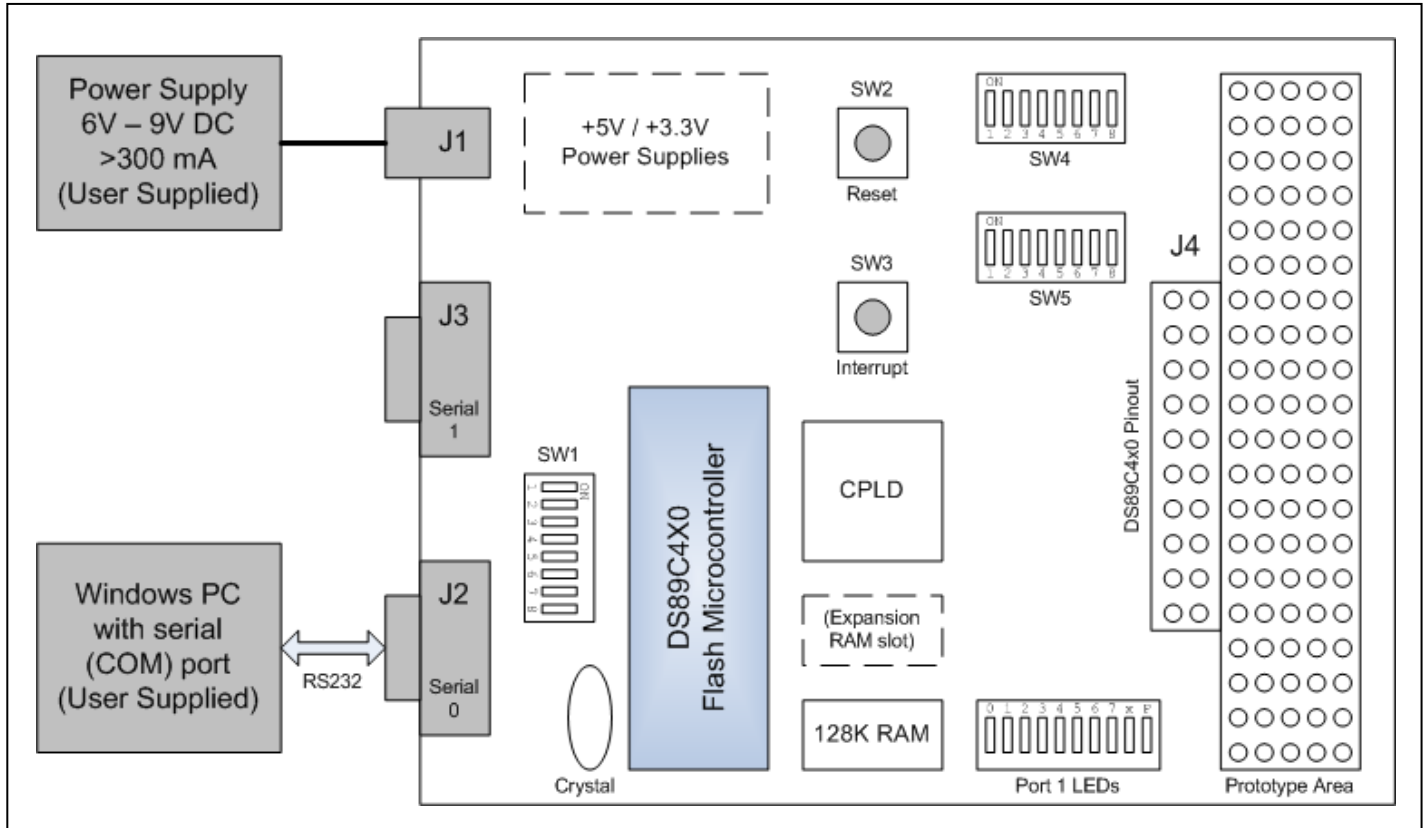 Power Supply
6V – 9V DC
>300 mA
(User Supplied)
J1
+5V / +3.3V
Power Supplies
SW2
Reset
ON
1 2 3 4 5 6 7 8
SW4
SW3
Interrupt
ON
1 2 3 4 5 6 7 8
SW5
J4
DS89C4x0 Pinout
J3
Serial
1
SW1
ON
1 2 3 4 5 6 7 8
DS89C4X0
Flash Microcontroller
CPLD
(Expansion
RAM slot)
128K RAM
Windows PC
with serial
(COM) port
(User Supplied)
RS232
J2
Serial
0
Crystal
0 1 2 3 4 5 6 7 x P
Port 1 LEDs
Prototype Area